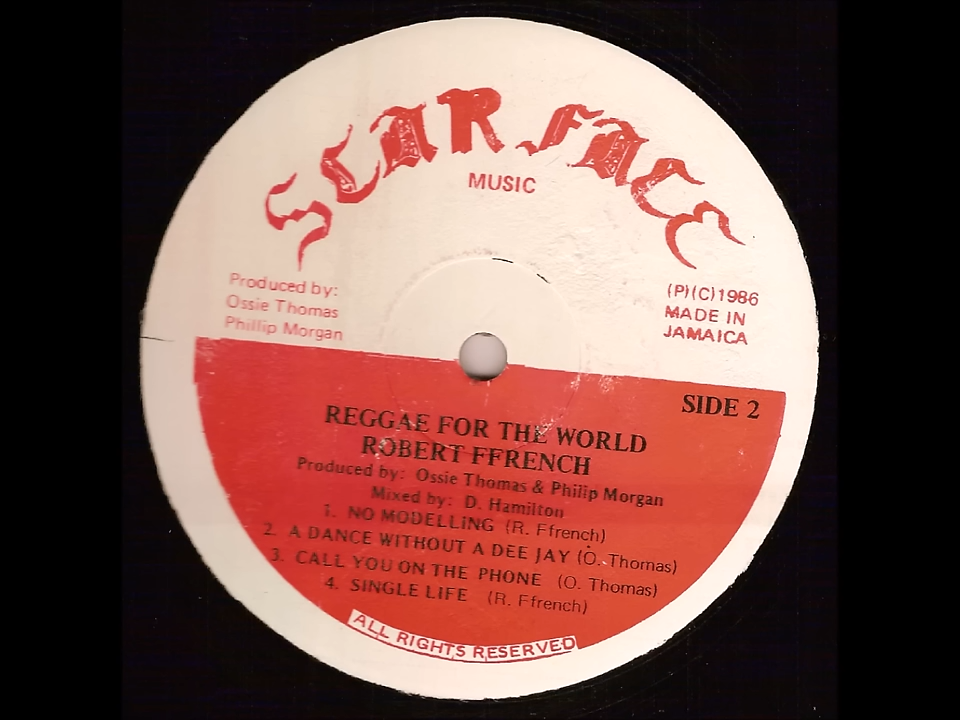 SCAR FACE
MUSIC
Produced by:
Ossie Thomas
Phillip Morgan
(P)(C)1986
MADE IN
JAMAICA
SIDE 2
REGGAE FOR THE WORLD
ROBERT FFRENCH
Produced by: Ossie Thomas & Philip Morgan
Mixed by: D. Hamilton
1. NO MODELLING (R. Ffrench)
2. A DANCE WITHOUT A DEE JAY (O. Thomas)
3. CALL YOU ON THE PHONE (O. Thomas)
4. SINGLE LIFE (R. Ffrench)
ALL RIGHTS RESERVED